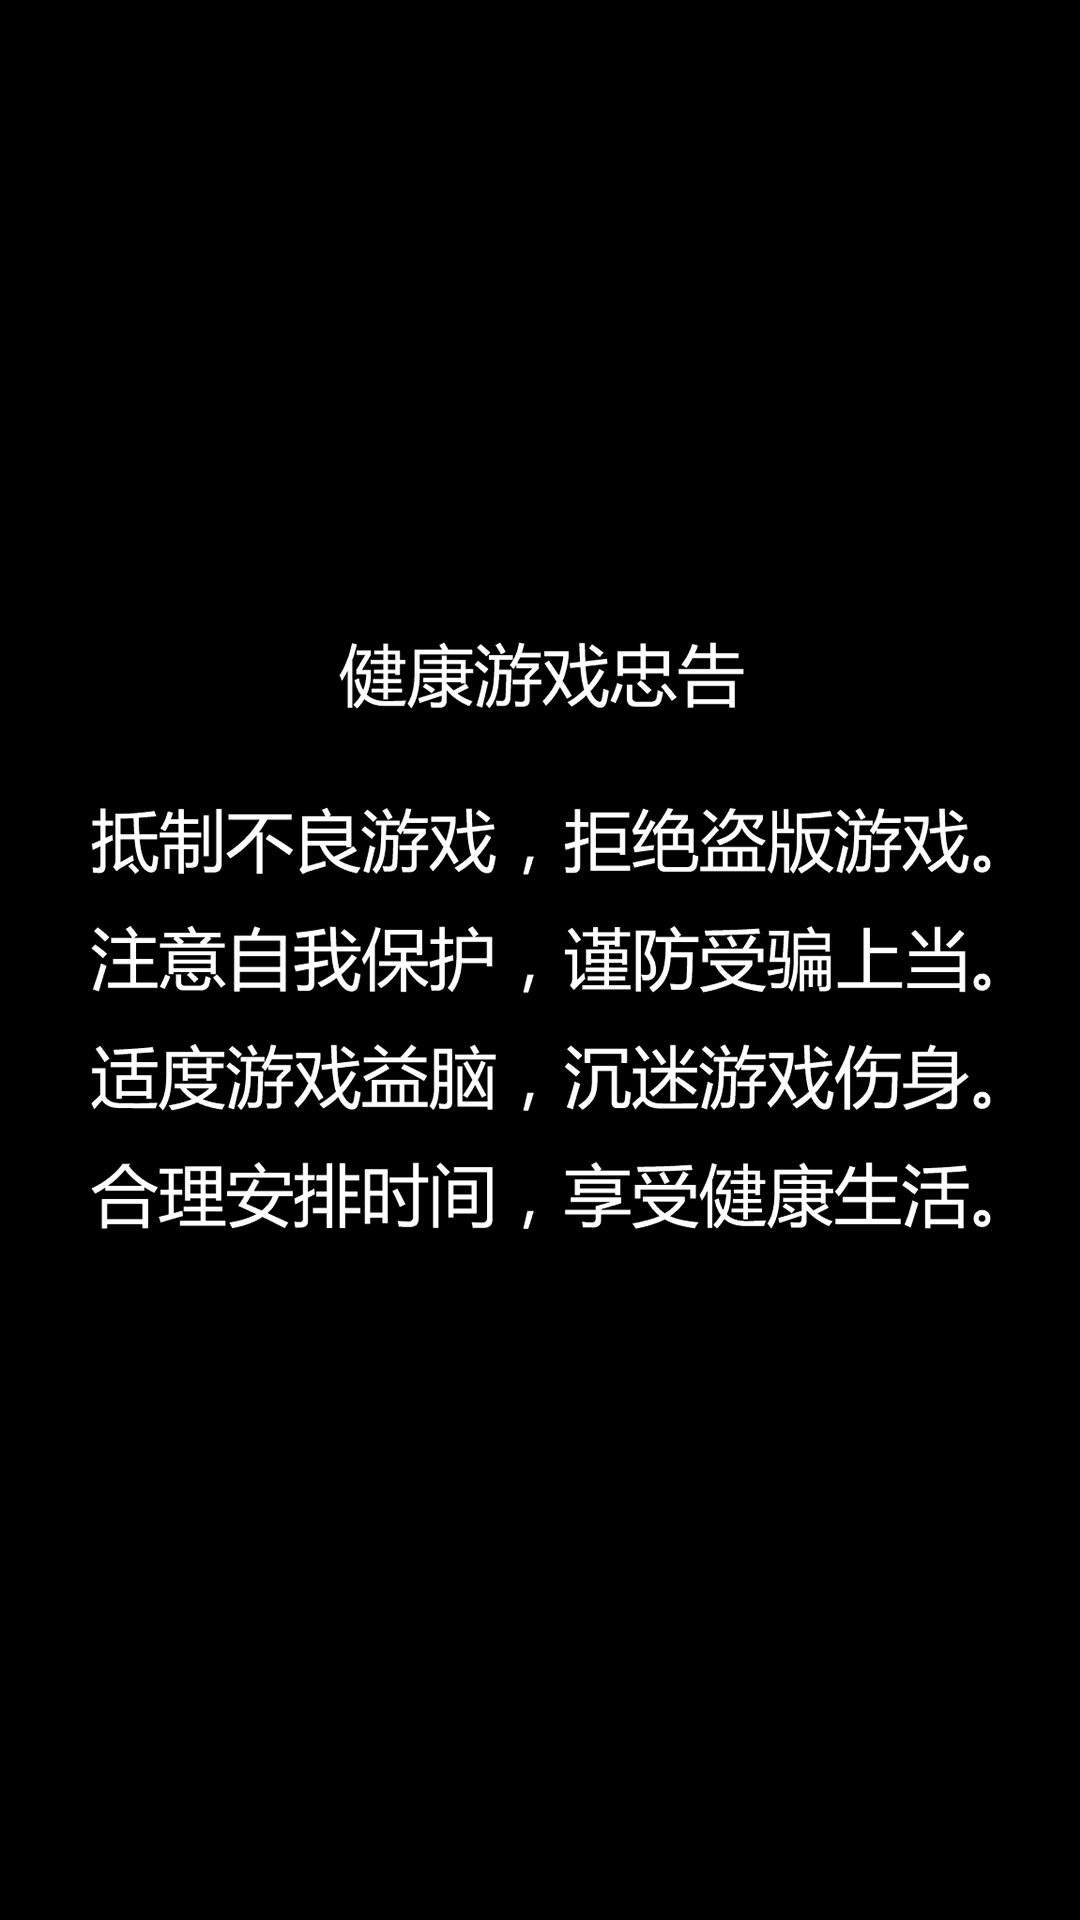 健康游戏忠告
抵制不良游戏，拒绝盗版游戏。
注意自我保护，谨防受骗上当。
适度游戏益脑，沉迷游戏伤身。
合理安排时间，享受健康生活。